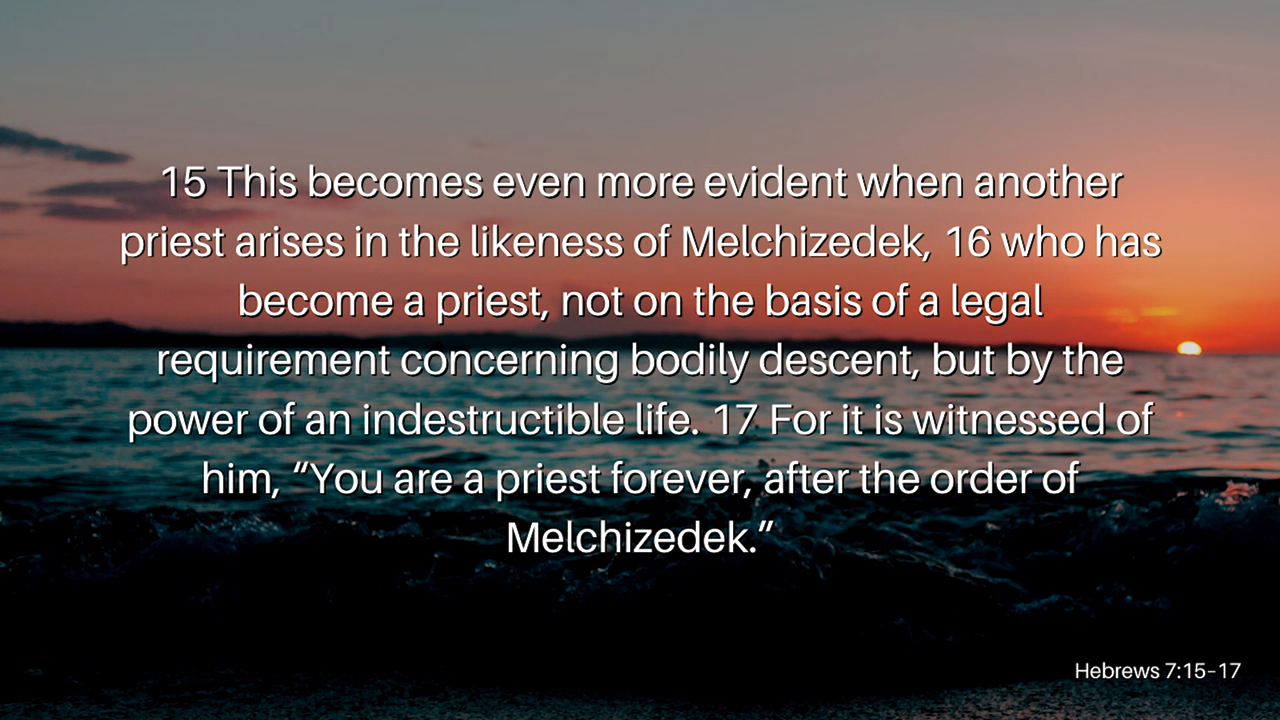 15 This becomes even more evident when another
priest arises in the likeness of Melchizedek, 16 who has
become a priest, not on the basis of a legal
requirement concerning bodily descent, but by the
power of an indestructible life. 17 For it is witnessed of
him, “You are a priest forever, after the order of
Melchizedek.”
Hebrews 7:15–17